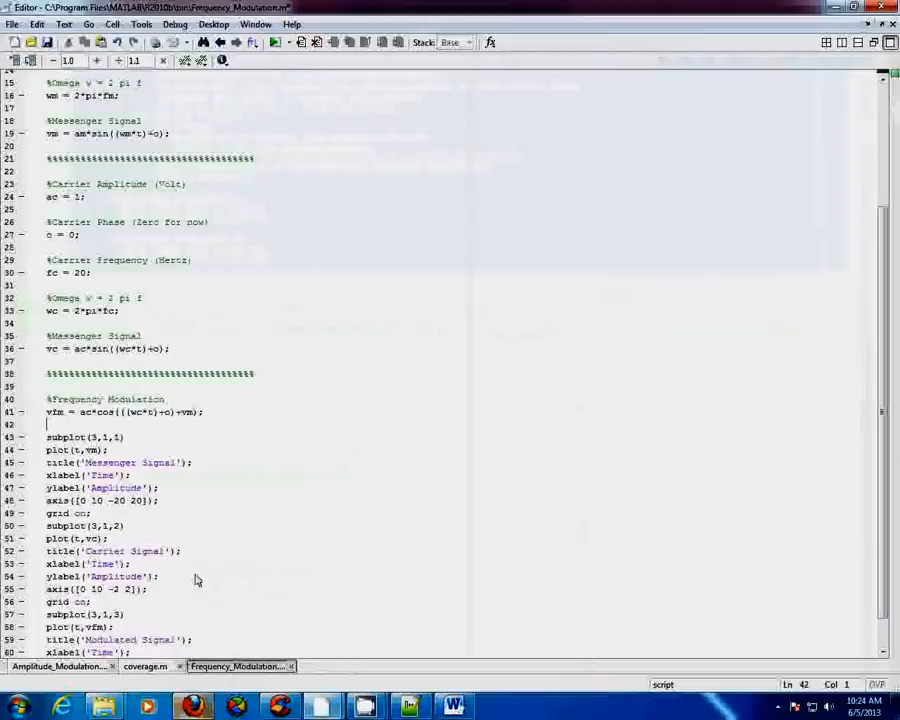 Editor - C:\Program Files\MATLAB\R2010b\bin\Frequency_Modulation.m*
File Edit Text Go Cell Tools Debug Desktop Window Help
Stack: Base fx
− 1.0 + ÷ 1.1 ×
14
15 %Omega w = 2 pi f
16 − wm = 2*pi*fm;
17
18 %Messenger Signal
19 − vm = am*sin((wm*t)+o);
20
21 %%%%%%%%%%%%%%%%%%%%%%%%%%%%%%%%%%%%%
22
23 %Carrier Amplitude (Volt)
24 − ac = 1;
25
26 %Carrier Phase (Zero for now)
27 − o = 0;
28
29 %Carrier Frequency (Hertz)
30 − fc = 20;
31
32 %Omega w = 2 pi f
33 − wc = 2*pi*fc;
34
35 %Messenger Signal
36 − vc = ac*sin((wc*t)+o);
37
38 %%%%%%%%%%%%%%%%%%%%%%%%%%%%%%%%%%%%%
39
40 %Frequency Modulation
41 − vfm = ac*cos(((wc*t)+o)+vm);
42
43 − subplot(3,1,1)
44 − plot(t,vm);
45 − title('Messenger Signal');
46 − xlabel('Time');
47 − ylabel('Amplitude');
48 − axis([0 10 -20 20]);
49 − grid on;
50 − subplot(3,1,2)
51 − plot(t,vc);
52 − title('Carrier Signal');
53 − xlabel('Time');
54 − ylabel('Amplitude');
55 − axis([0 10 -2 2]);
56 − grid on;
57 − subplot(3,1,3)
58 − plot(t,vfm);
59 − title('Modulated Signal');
60 − xlabel('Time');
Amplitude_Modulation.... × coverage.m × Frequency_Modulation.... ×
script Ln 42 Col 1 OVR
10:24 AM
6/5/2013